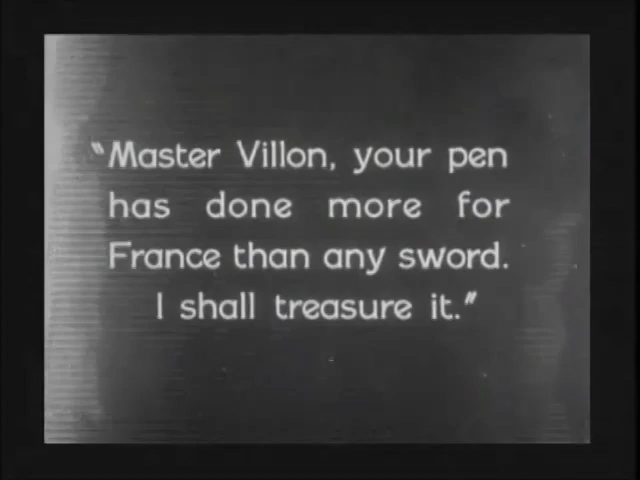 "Master Villon, your pen
has done more for
France than any sword.
I shall treasure it."